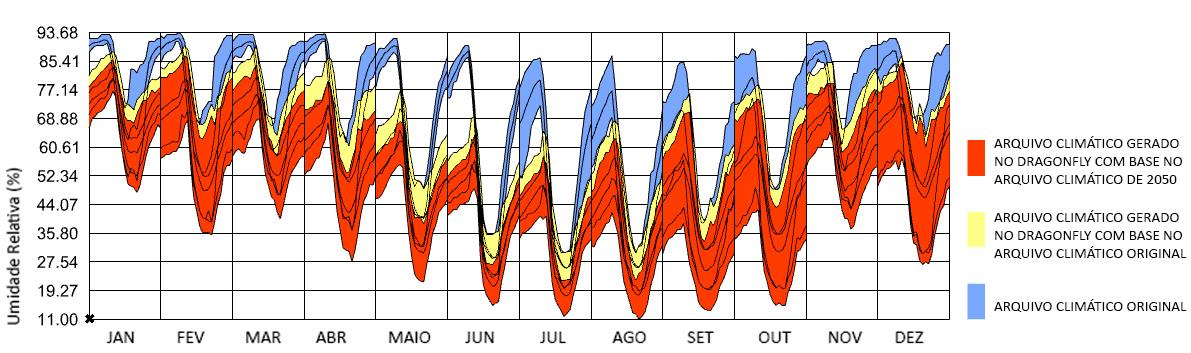 Umidade Relativa (%)
93.68
85.41
77.14
68.88
60.61
52.34
44.07
35.80
27.54
19.27
11.00
JAN FEV MAR ABR MAIO JUN JUL AGO SET OUT NOV DEZ
ARQUIVO CLIMÁTICO GERADO
NO DRAGONFLY COM BASE NO
ARQUIVO CLIMÁTICO DE 2050
ARQUIVO CLIMÁTICO GERADO
NO DRAGONFLY COM BASE NO
ARQUIVO CLIMÁTICO ORIGINAL
ARQUIVO CLIMÁTICO ORIGINAL